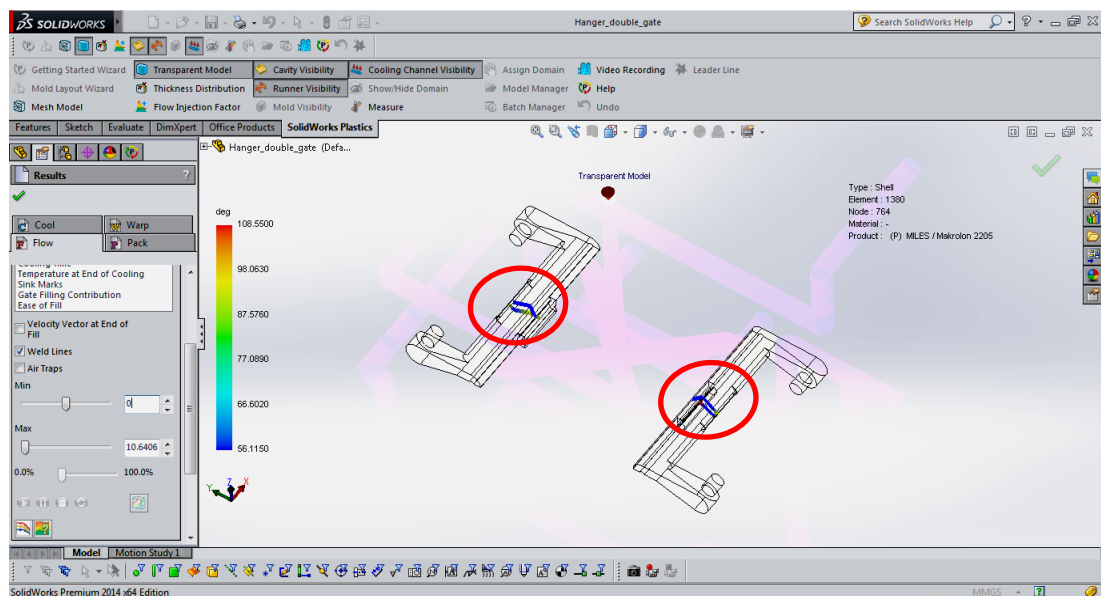 SOLIDWORKS
Hanger_double_gate
Search SolidWorks Help
Getting Started Wizard Transparent Model Cavity Visibility Cooling Channel Visibility Assign Domain Video Recording Leader Line
Mold Layout Wizard Thickness Distribution Runner Visibility Show/Hide Domain Model Manager Help
Mesh Model Flow Injection Factor Mold Visibility Measure Batch Manager Undo
Features Sketch Evaluate DimXpert Office Products SolidWorks Plastics
Hanger_double_gate (Defa...
Results ?
Cool Warp
Flow Pack
Temperature at End of Cooling
Sink Marks
Gate Filling Contribution
Ease of Fill
Velocity Vector at End of
Fill
Weld Lines
Air Traps
Min
0
Max
10.6406
0.0% 100.0%
Transparent Model
Type : Shell
Element : 1380
Node : 764
Material : -
Product : (P) MILES / Makrolon 2205
deg
108.5500
98.0630
87.5760
77.0890
66.6020
56.1150
Y Z X
Model Motion Study 1
SolidWorks Premium 2014 x64 Edition
MMGS